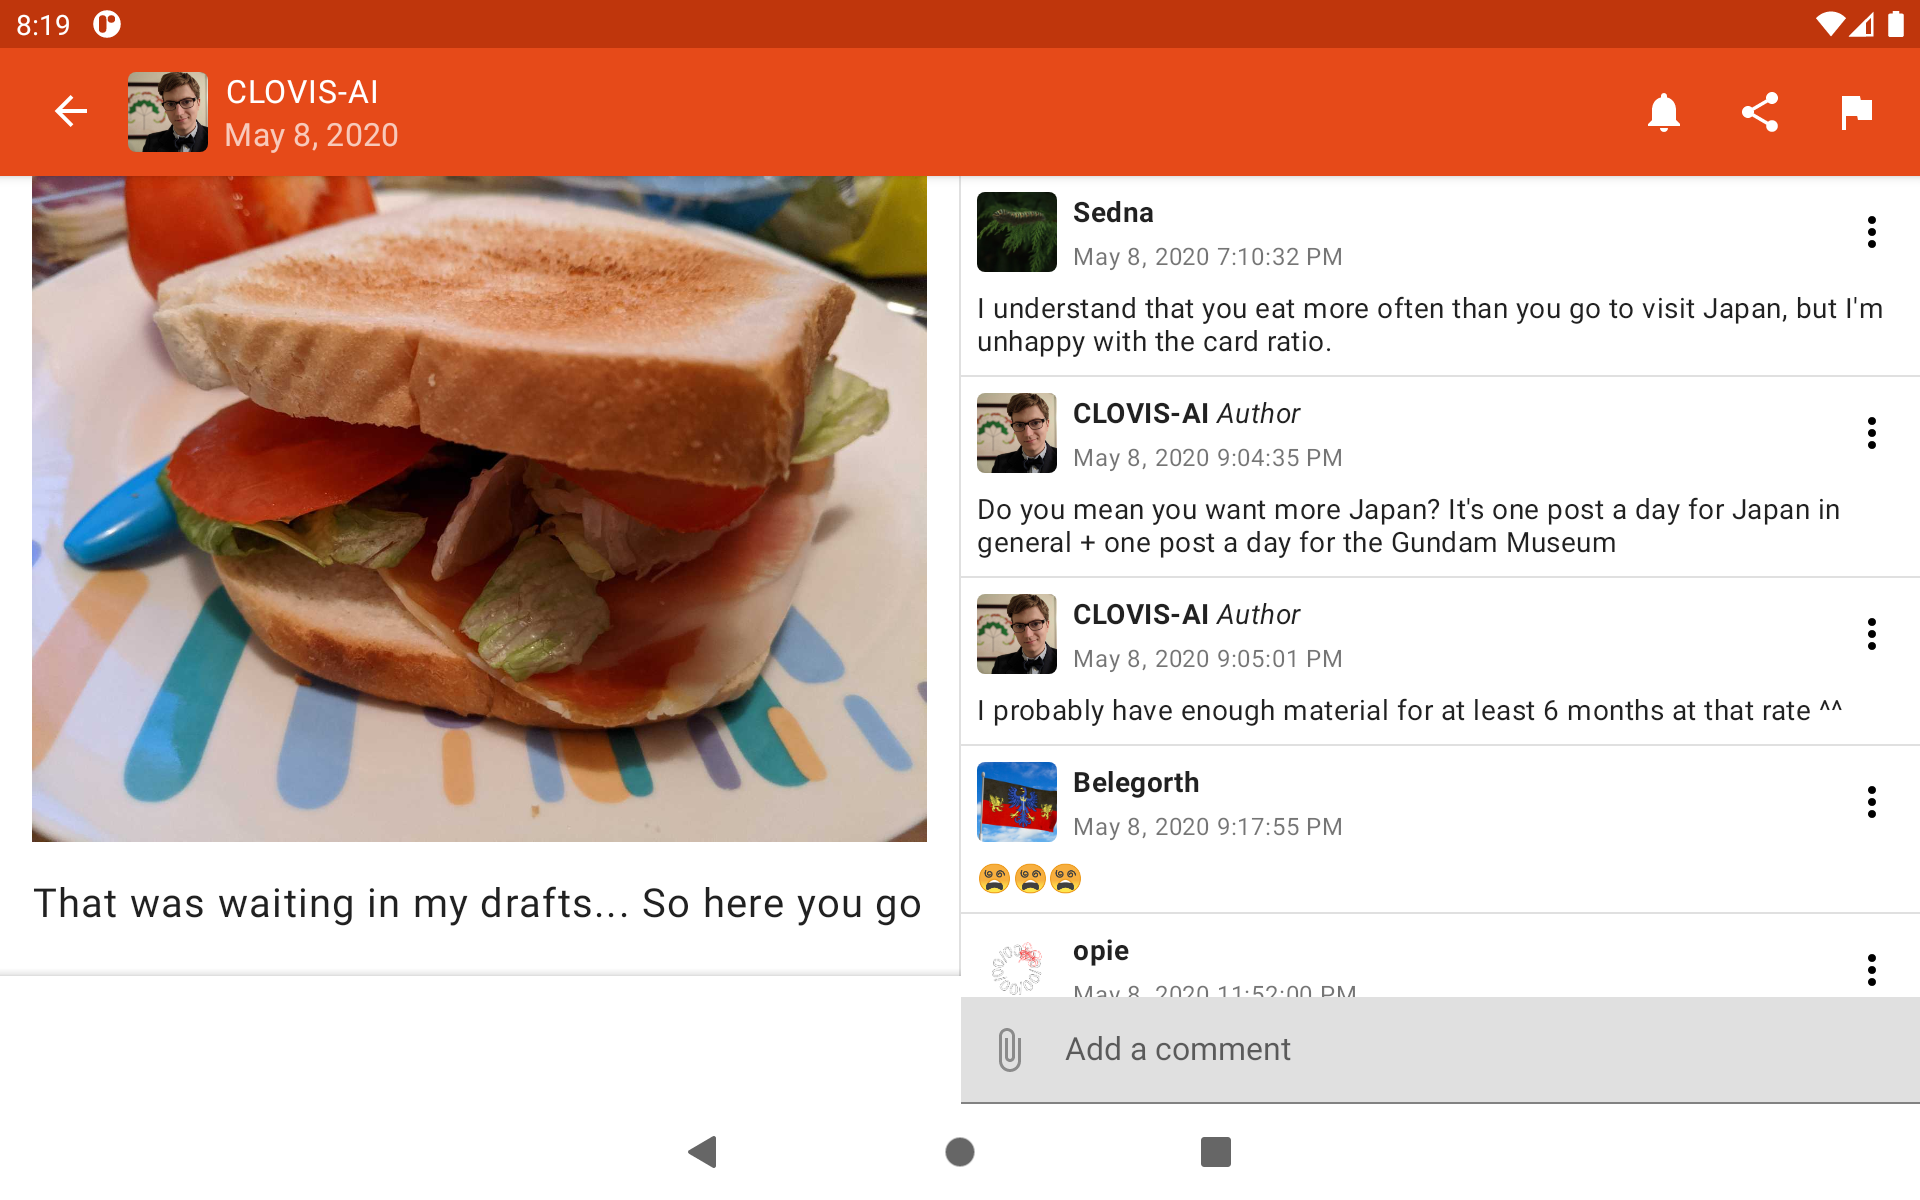 8:19
CLOVIS-AI
May 8, 2020
That was waiting in my drafts... So here you go
Sedna
May 8, 2020 7:10:32 PM
I understand that you eat more often than you go to visit Japan, but I'm
unhappy with the card ratio.
CLOVIS-AI Author
May 8, 2020 9:04:35 PM
Do you mean you want more Japan? It's one post a day for Japan in
general + one post a day for the Gundam Museum
CLOVIS-AI Author
May 8, 2020 9:05:01 PM
I probably have enough material for at least 6 months at that rate ^^
Belegorth
May 8, 2020 9:17:55 PM
😵😵😵
opie
May 8, 2020 11:52:00 PM
Add a comment